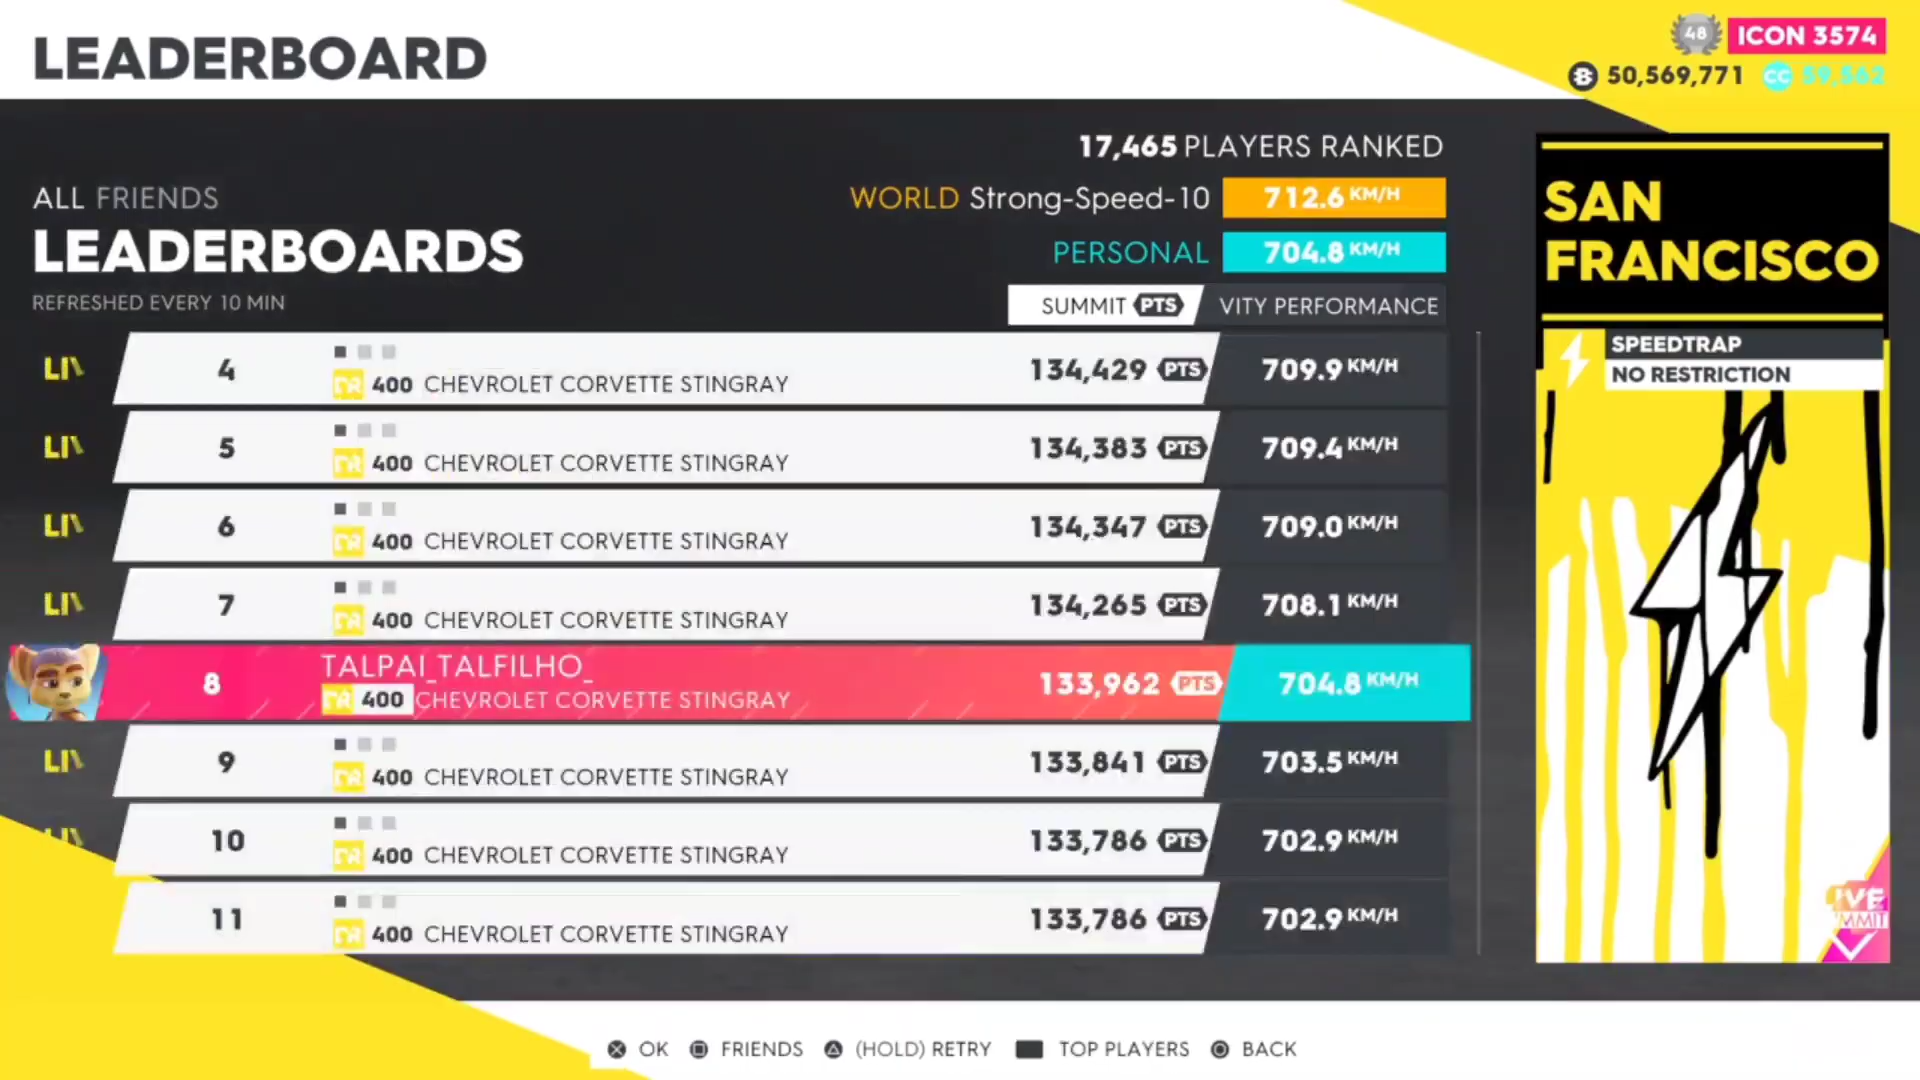 LEADERBOARD
48 ICON 3574
50,569,771 CC 59,562
17,465 PLAYERS RANKED
ALL FRIENDS
WORLD Strong-Speed-10 712.6 KM/H
LEADERBOARDS
PERSONAL 704.8 KM/H
REFRESHED EVERY 10 MIN
SUMMIT PTS VITY PERFORMANCE
4 400 CHEVROLET CORVETTE STINGRAY 134,429 PTS 709.9 KM/H
5 400 CHEVROLET CORVETTE STINGRAY 134,383 PTS 709.4 KM/H
6 400 CHEVROLET CORVETTE STINGRAY 134,347 PTS 709.0 KM/H
7 400 CHEVROLET CORVETTE STINGRAY 134,265 PTS 708.1 KM/H
8 TALPAI_TALFILHO_
400 CHEVROLET CORVETTE STINGRAY 133,962 PTS 704.8 KM/H
9 400 CHEVROLET CORVETTE STINGRAY 133,841 PTS 703.5 KM/H
10 400 CHEVROLET CORVETTE STINGRAY 133,786 PTS 702.9 KM/H
11 400 CHEVROLET CORVETTE STINGRAY 133,786 PTS 702.9 KM/H
SAN
FRANCISCO
SPEEDTRAP
NO RESTRICTION
OK FRIENDS (HOLD) RETRY TOP PLAYERS BACK